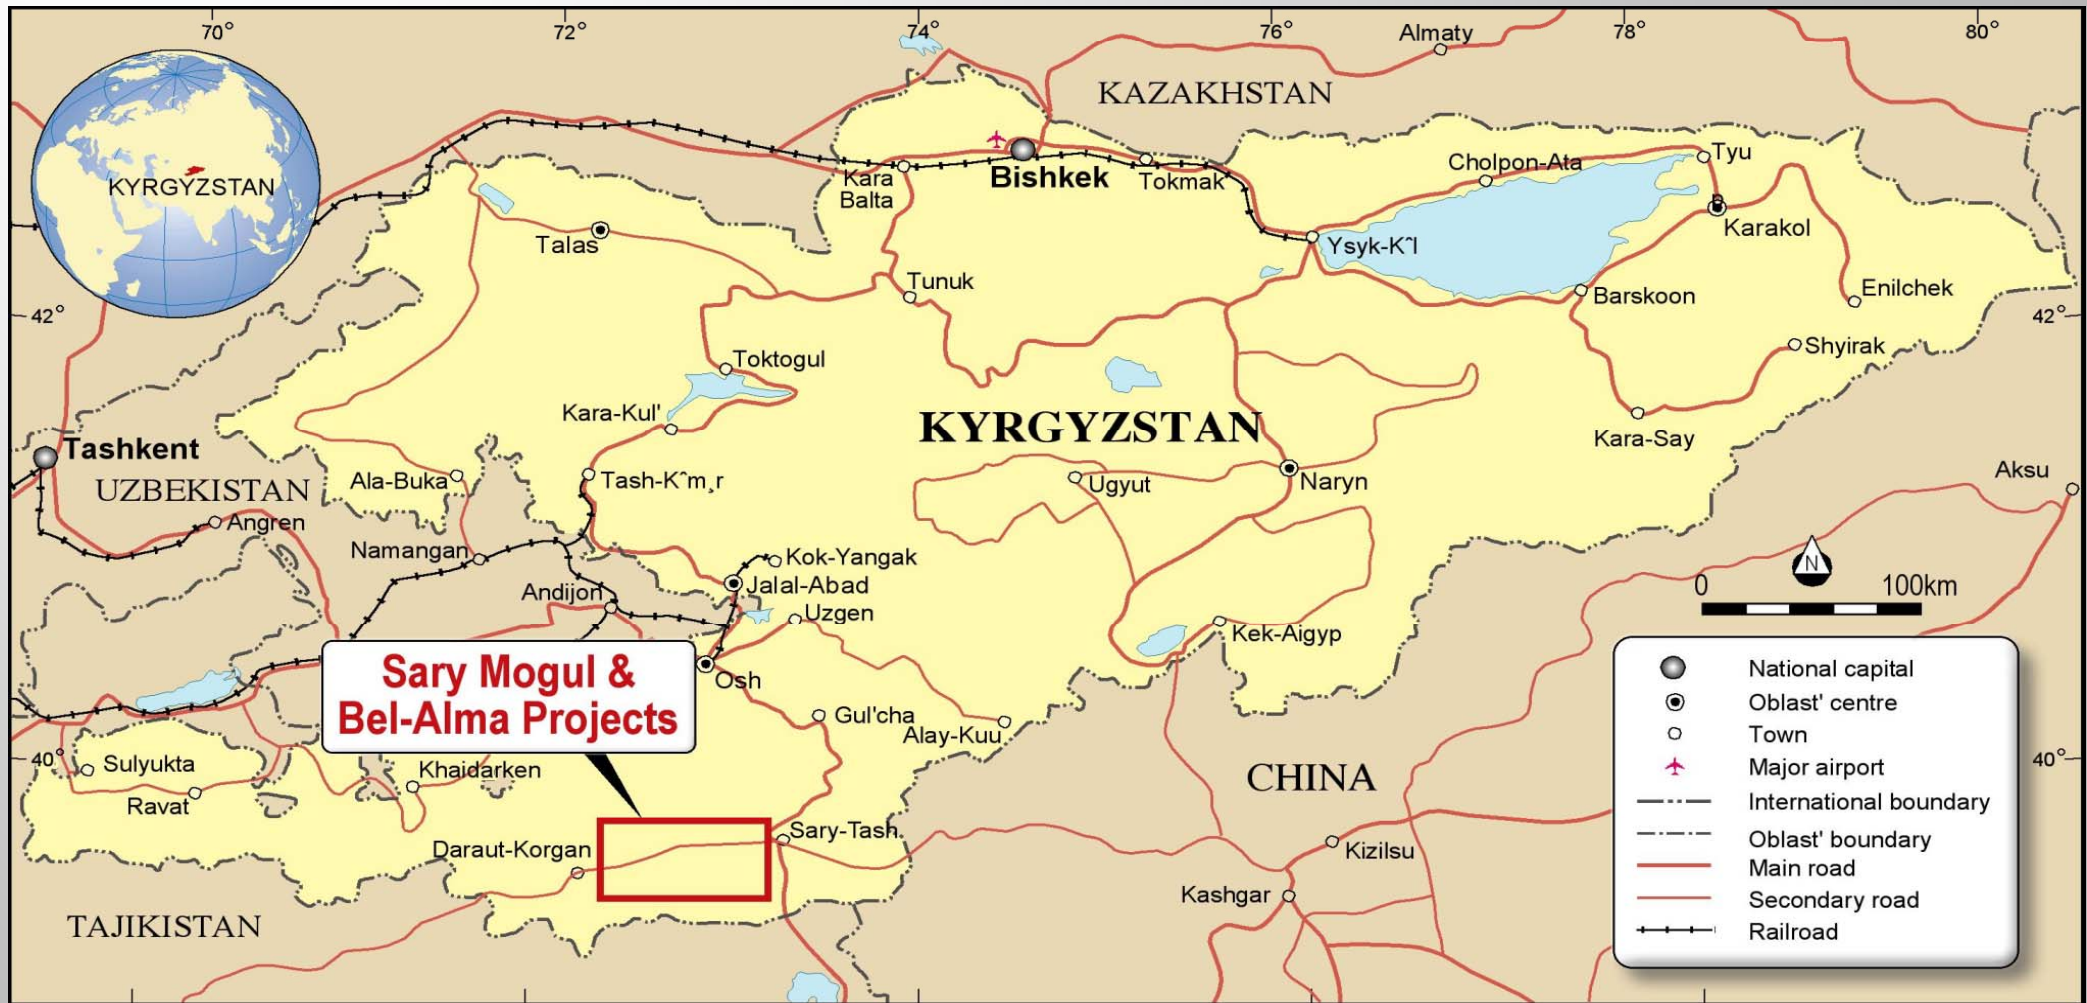 70°
72°
74°
76°
78°
80°
Almaty
KAZAKHSTAN
KYRGYZSTAN
Kara
Balta
Bishkek
Tokmak
Cholpon-Ata
Tyu
Karakol
Talas
Ysyk-K^l
Tunuk
Barskoon
Enilchek
42°
42°
Toktogul
Shyirak
Kara-Kul'
KYRGYZSTAN
Kara-Say
Tashkent
UZBEKISTAN
Ala-Buka
Tash-K^m¸r
Ugyut
Naryn
Aksu
Angren
Namangan
Kok-Yangak
Jalal-Abad
Andijon
Uzgen
Kek-Aigyp
N
0
100km
Sary Mogul &
Bel-Alma Projects
Osh
Gul'cha
Alay-Kuu
40°
40°
Sulyukta
Ravat
Khaidarken
CHINA
Daraut-Korgan
Sary-Tash
Kizilsu
Kashgar
TAJIKISTAN
National capital
Oblast' centre
Town
Major airport
International boundary
Oblast' boundary
Main road
Secondary road
Railroad